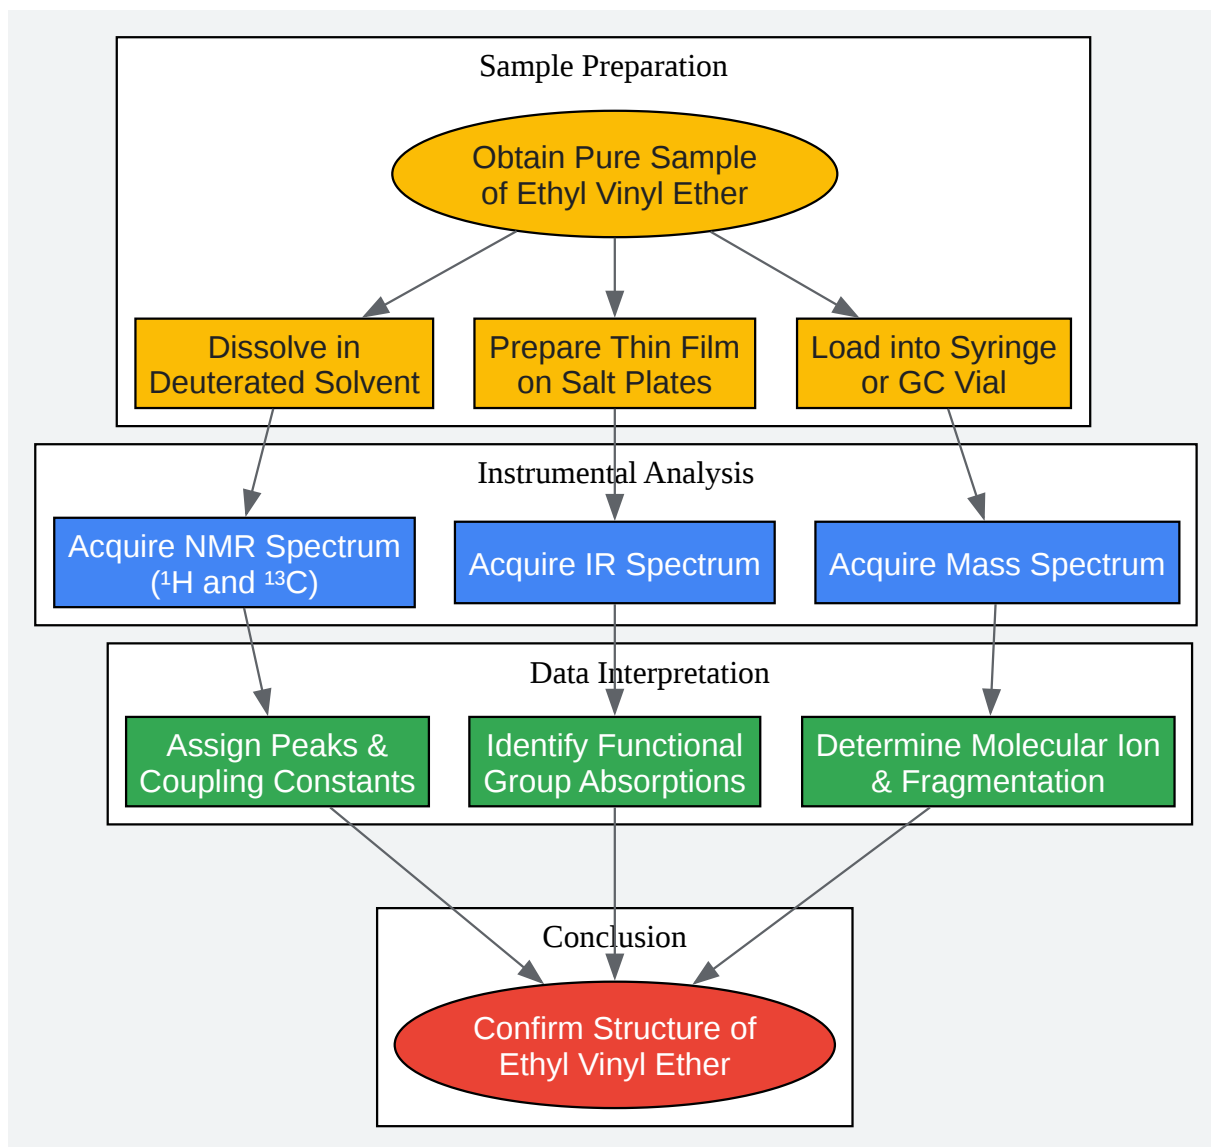 Sample Preparation
Obtain Pure Sample
of Ethyl Vinyl Ether
Dissolve in
Deuterated Solvent
Prepare Thin Film
on Salt Plates
Load into Syringe
or GC Vial
Instrumental Analysis
Acquire NMR Spectrum
(¹H and ¹³C)
Acquire IR Spectrum
Acquire Mass Spectrum
Data Interpretation
Assign Peaks &
Coupling Constants
Identify Functional
Group Absorptions
Determine Molecular Ion
& Fragmentation
Conclusion
Confirm Structure of
Ethyl Vinyl Ether